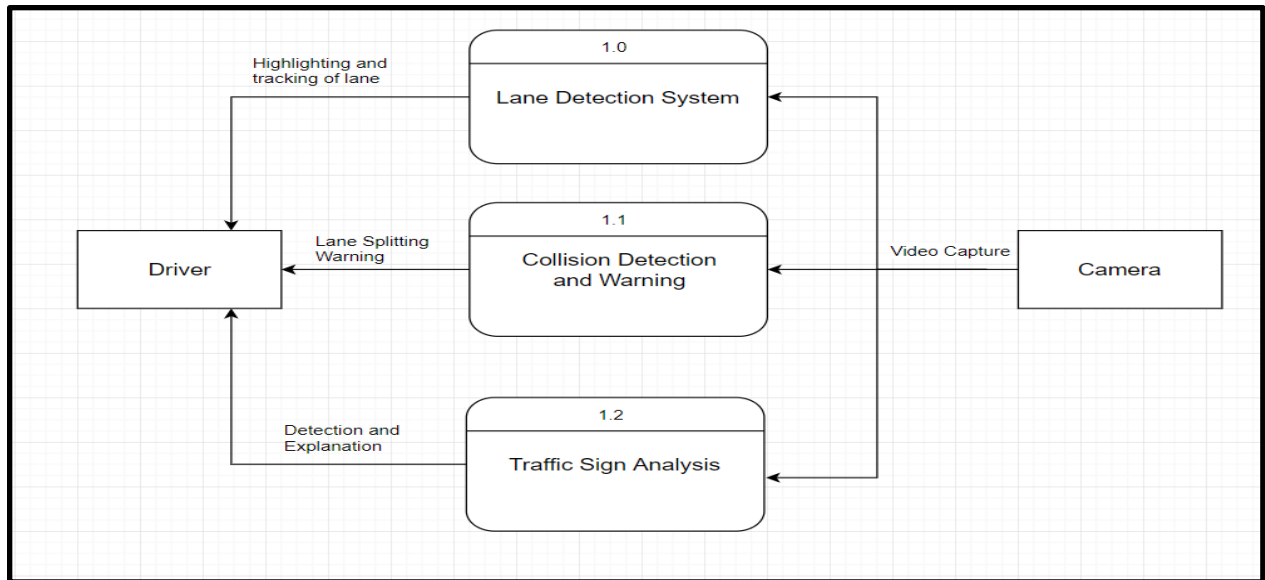 1.0
Highlighting and
tracking of lane
Lane Detection System
1.1
Lane Splitting
Warning
Collision Detection
and Warning
Video Capture
Driver
Camera
1.2
Detection and
Explanation
Traffic Sign Analysis